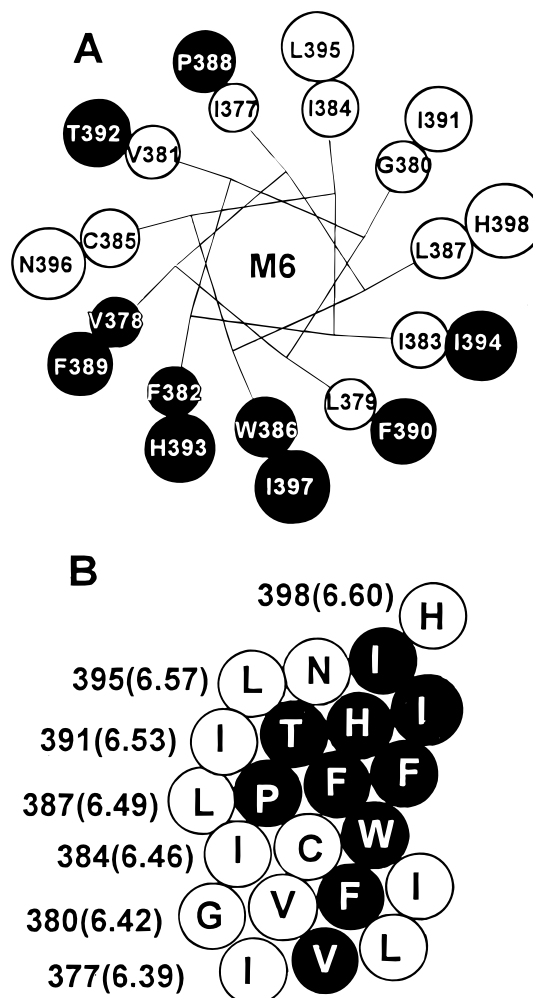 A
P388
L395
I377
I384
I391
T392
V381
G380
H398
C385
L387
N396
M6
V378
I383
I394
F389
F382
L379
W386
F390
H393
I397
B
398(6.60)
H
I
N
395(6.57)
L
I
T
H
391(6.53)
I
F
F
P
387(6.49)
L
W
C
384(6.46)
I
I
F
V
380(6.42)
G
L
V
377(6.39)
I